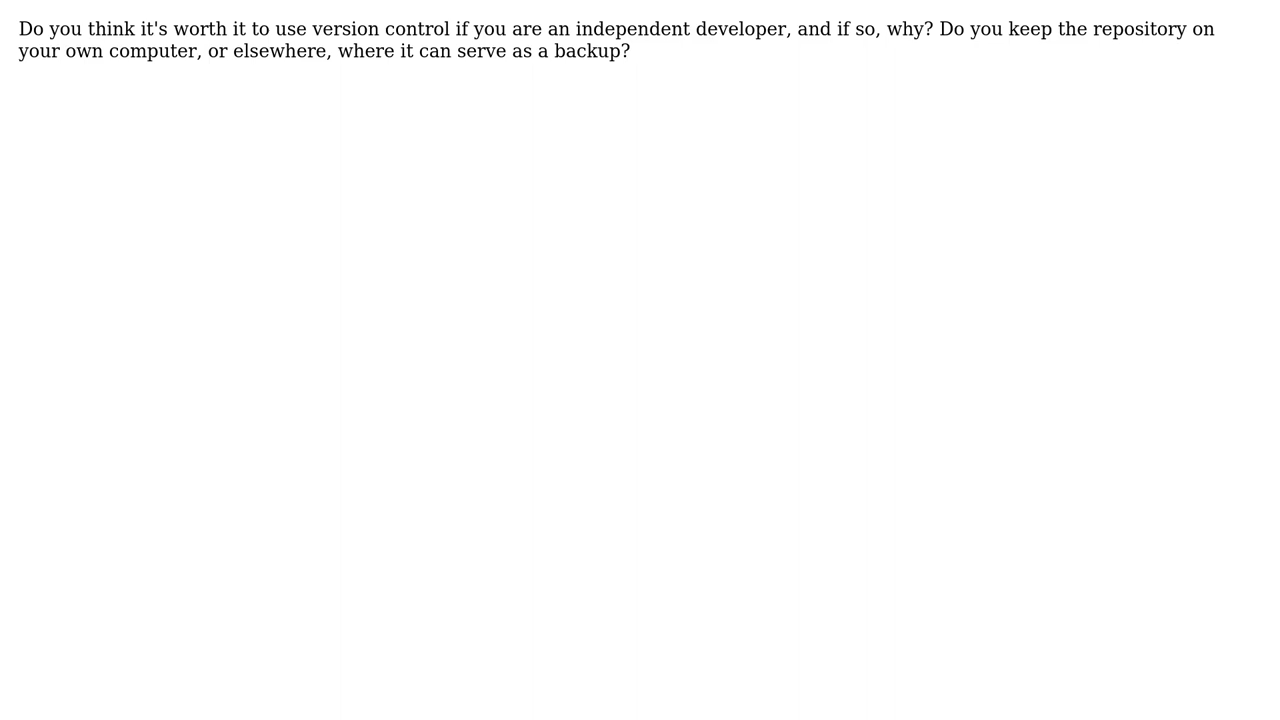 Do you think it's worth it to use version control if you are an independent developer, and if so, why? Do you keep the repository on
your own computer, or elsewhere, where it can serve as a backup?